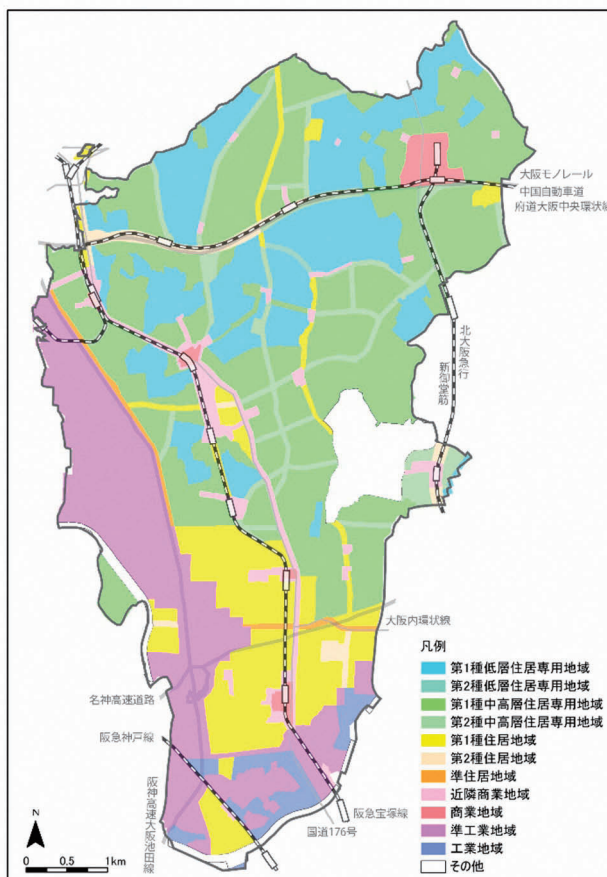 大阪モノレール
中国自動車道
府道大阪中央環状線
北大阪急行
新御堂筋
大阪内環状線
名神高速道路
阪急神戸線
阪神高速大阪池田線
阪急宝塚線
国道176号
凡例
第1種低層住居専用地域
第2種低層住居専用地域
第1種中高層住居専用地域
第2種中高層住居専用地域
第1種住居地域
第2種住居地域
準住居地域
近隣商業地域
商業地域
準工業地域
工業地域
その他
N
0 0.5 1km